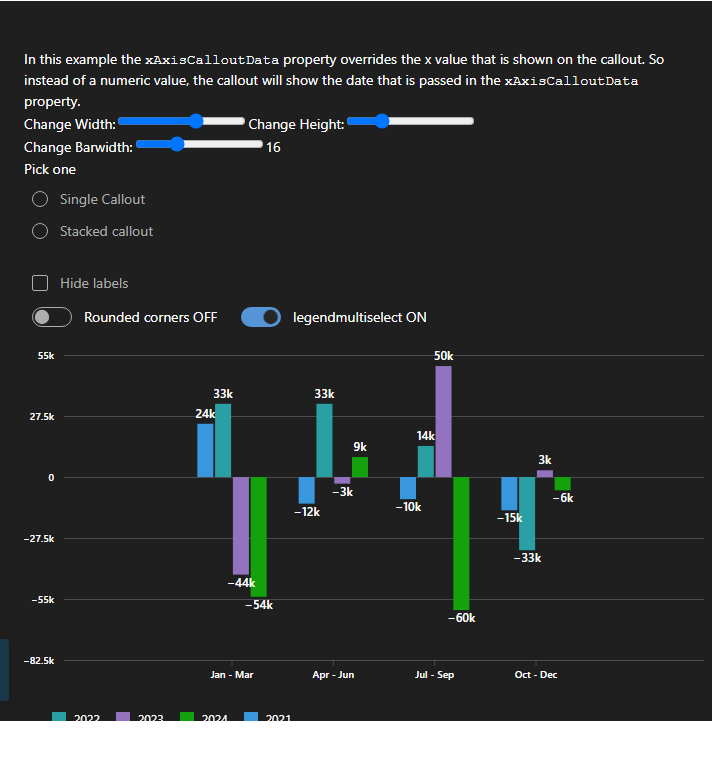 In this example the xAxisCalloutData property overrides the x value that is shown on the callout. So
instead of a numeric value, the callout will show the date that is passed in the xAxisCalloutData
property.
Change Width: Change Height:
Change Barwidth: 16
Pick one
Single Callout
Stacked callout
Hide labels
Rounded corners OFF legendmultiselect ON
55k
50k
33k 33k
27.5k
24k
14k
9k
3k
0
−3k
−6k
−12k
−10k
−15k
−27.5k
−33k
−44k
−55k
−54k
−60k
−82.5k
Jan - Mar Apr - Jun Jul - Sep Oct - Dec
2022 2023 2024 2021